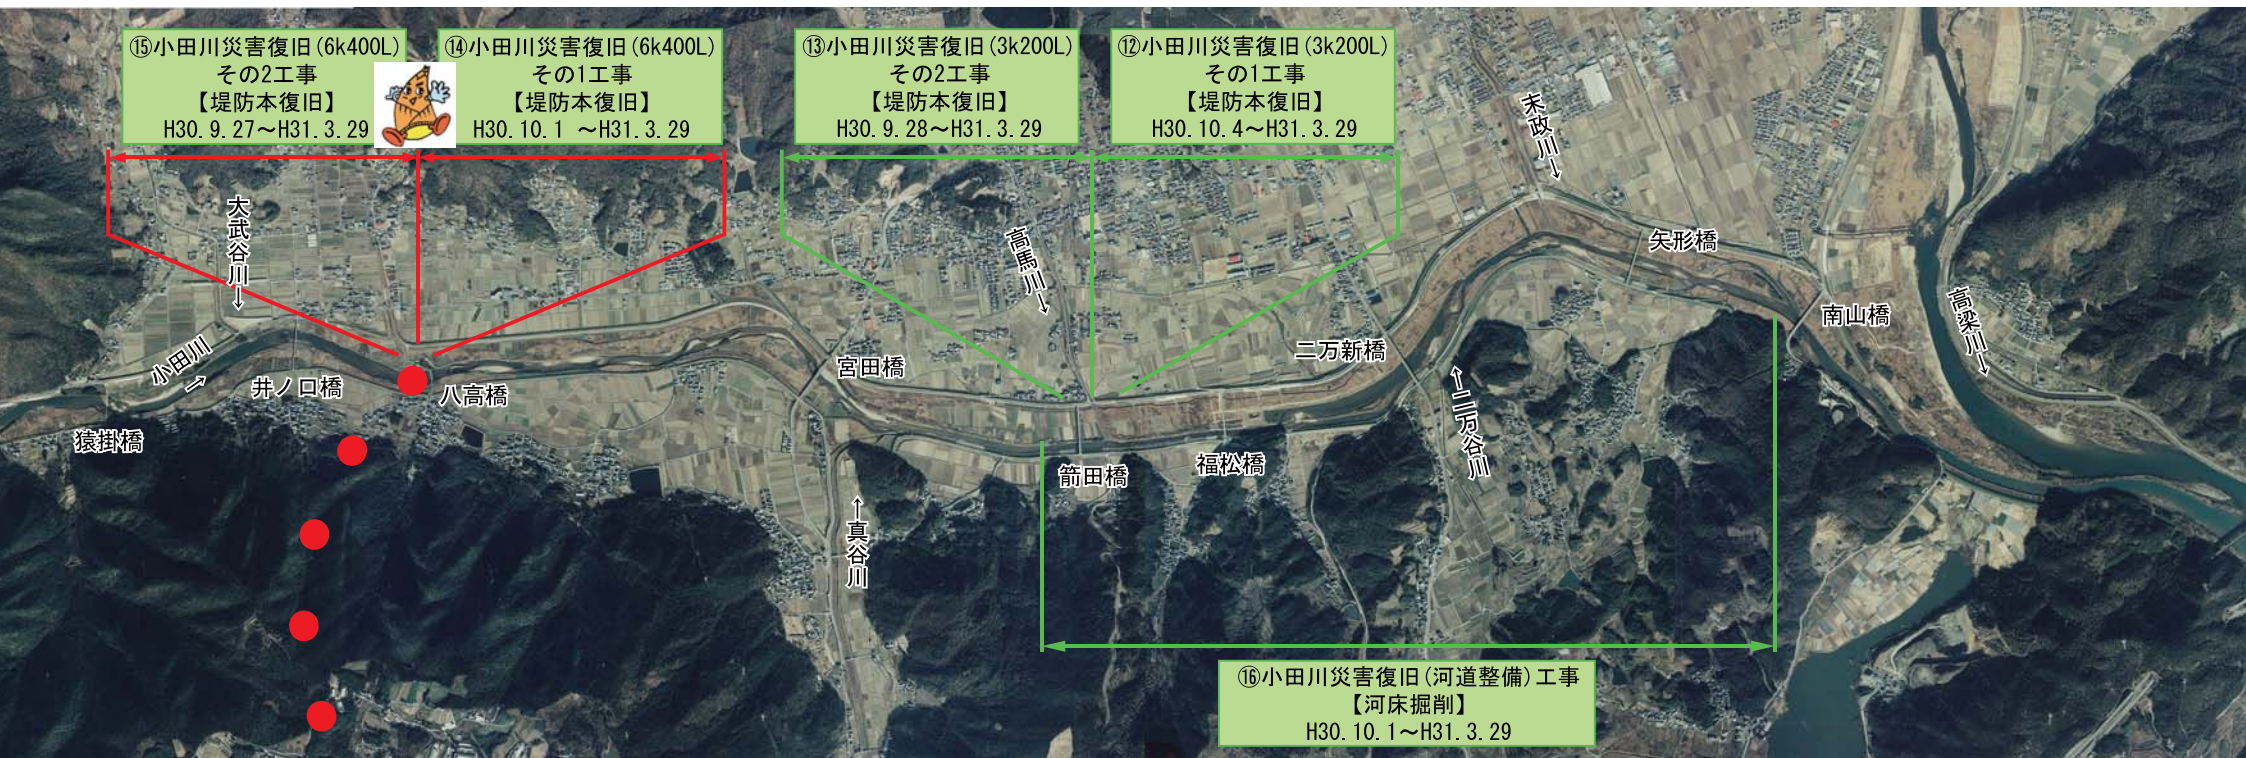 ⑮小田川災害復旧(6k400L)
その2工事
【堤防本復旧】
H30.9.27～H31.3.29
⑭小田川災害復旧(6k400L)
その1工事
【堤防本復旧】
H30.10.1 ～H31.3.29
⑬小田川災害復旧(3k200L)
その2工事
【堤防本復旧】
H30.9.28～H31.3.29
⑫小田川災害復旧(3k200L)
その1工事
【堤防本復旧】
H30.10.4～H31.3.29
大武谷川→
高馬川→
末政川→
矢形橋
南山橋
高梁川→
小田川
→
井ノ口橋
八高橋
猿掛橋
宮田橋
二万新橋
箭田橋
福松橋
←二万谷川
←真谷川
⑯小田川災害復旧(河道整備)工事
【河床掘削】
H30.10.1～H31.3.29